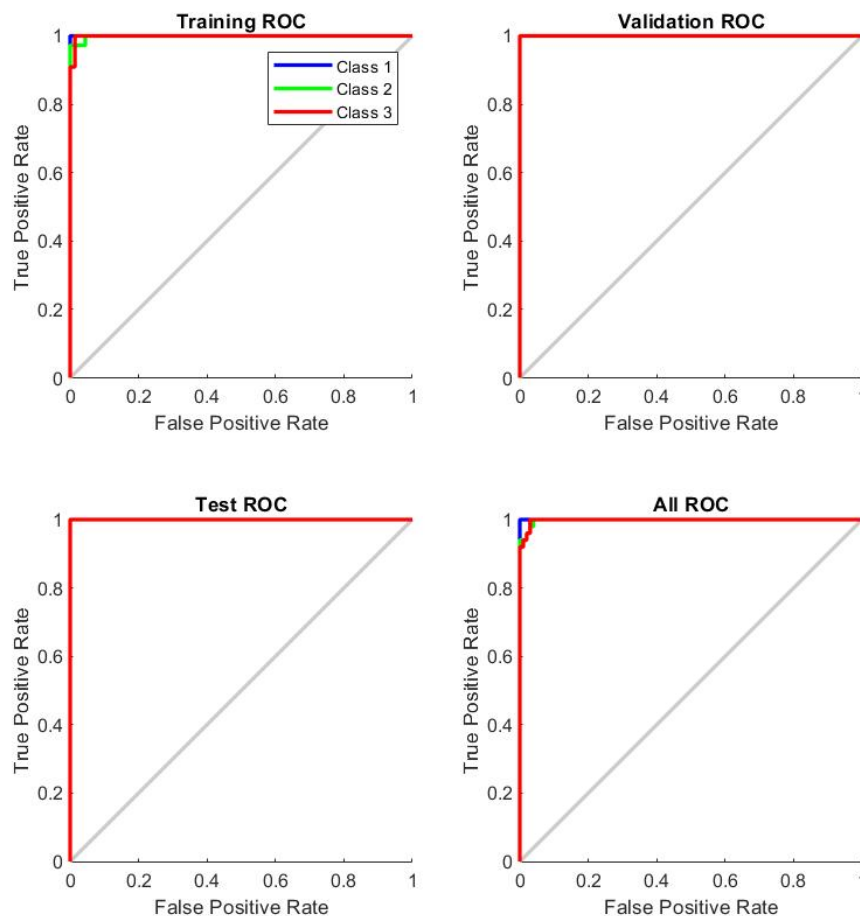 Training ROC
1
0.8
0.6
0.4
0.2
0
True Positive Rate
Class 1
Class 2
Class 3
0 0.2 0.4 0.6 0.8 1
False Positive Rate
Validation ROC
1
0.8
0.6
0.4
0.2
0
True Positive Rate
0 0.2 0.4 0.6 0.8 1
False Positive Rate
Test ROC
1
0.8
0.6
0.4
0.2
0
True Positive Rate
0 0.2 0.4 0.6 0.8 1
False Positive Rate
All ROC
1
0.8
0.6
0.4
0.2
0
True Positive Rate
0 0.2 0.4 0.6 0.8 1
False Positive Rate